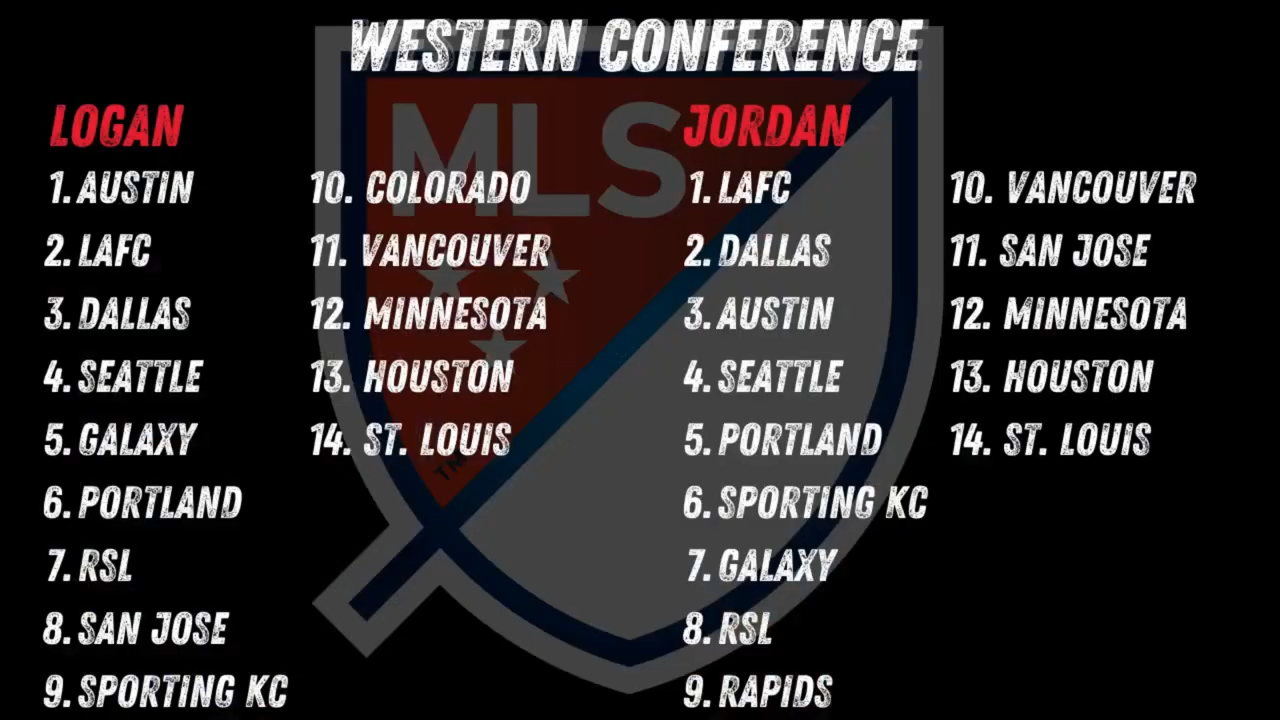 WESTERN CONFERENCE
MLS
TM
LOGAN
1. AUSTIN
2. LAFC
3. DALLAS
4. SEATTLE
5. GALAXY
6. PORTLAND
7. RSL
8. SAN JOSE
9. SPORTING KC
10. COLORADO
11. VANCOUVER
12. MINNESOTA
13. HOUSTON
14. ST. LOUIS
JORDAN
1. LAFC
2. DALLAS
3. AUSTIN
4. SEATTLE
5. PORTLAND
6. SPORTING KC
7. GALAXY
8. RSL
9. RAPIDS
10. VANCOUVER
11. SAN JOSE
12. MINNESOTA
13. HOUSTON
14. ST. LOUIS